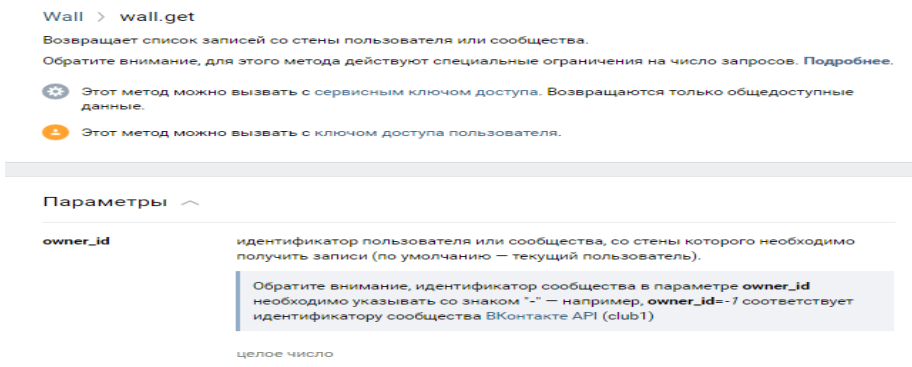 Wall > wall.get
Возвращает список записей со стены пользователя или сообщества.
Обратите внимание, для этого метода действуют специальные ограничения на число запросов. Подробнее.
Этот метод можно вызвать с сервисным ключом доступа. Возвращаются только общедоступные
данные.
Этот метод можно вызвать с ключом доступа пользователя.
Параметры
owner_id
идентификатор пользователя или сообщества, со стены которого необходимо
получить записи (по умолчанию — текущий пользователь).
Обратите внимание, идентификатор сообщества в параметре owner_id
необходимо указывать со знаком "-" — например, owner_id=-1 соответствует
идентификатору сообщества ВКонтакте API (club1)
целое число